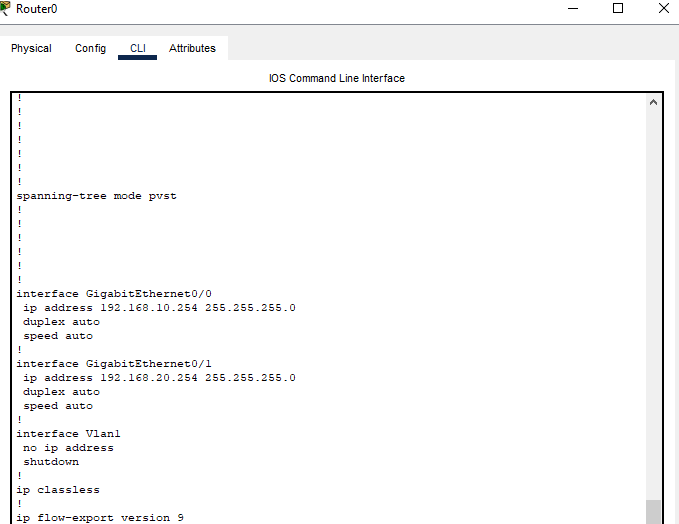 Router0
Physical Config CLI Attributes
IOS Command Line Interface
!
!
!
!
!
!
!
spanning-tree mode pvst
!
!
!
!
!
!
interface GigabitEthernet0/0
 ip address 192.168.10.254 255.255.255.0
 duplex auto
 speed auto
!
interface GigabitEthernet0/1
 ip address 192.168.20.254 255.255.255.0
 duplex auto
 speed auto
!
interface Vlan1
 no ip address
 shutdown
!
ip classless
!
ip flow-export version 9